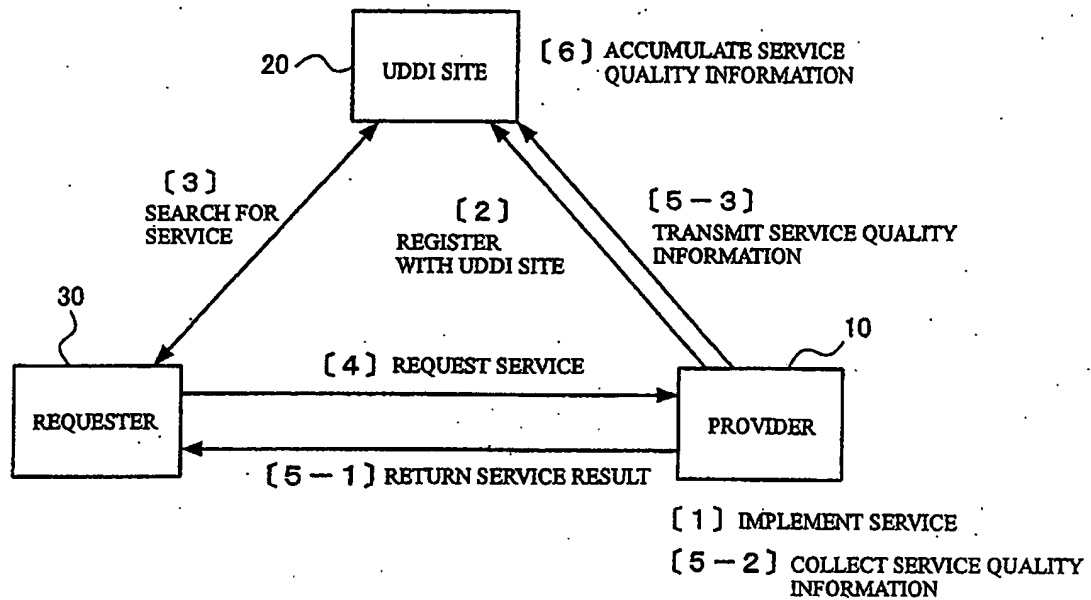 20
UDDI SITE
[6] ACCUMULATE SERVICE
QUALITY INFORMATION
[3]
SEARCH FOR
SERVICE
[2]
REGISTER
WITH UDDI SITE
[5-3]
TRANSMIT SERVICE QUALITY
INFORMATION
30
REQUESTER
10
PROVIDER
[4] REQUEST SERVICE
[5-1] RETURN SERVICE RESULT
[1] IMPLEMENT SERVICE
[5-2] COLLECT SERVICE QUALITY
INFORMATION